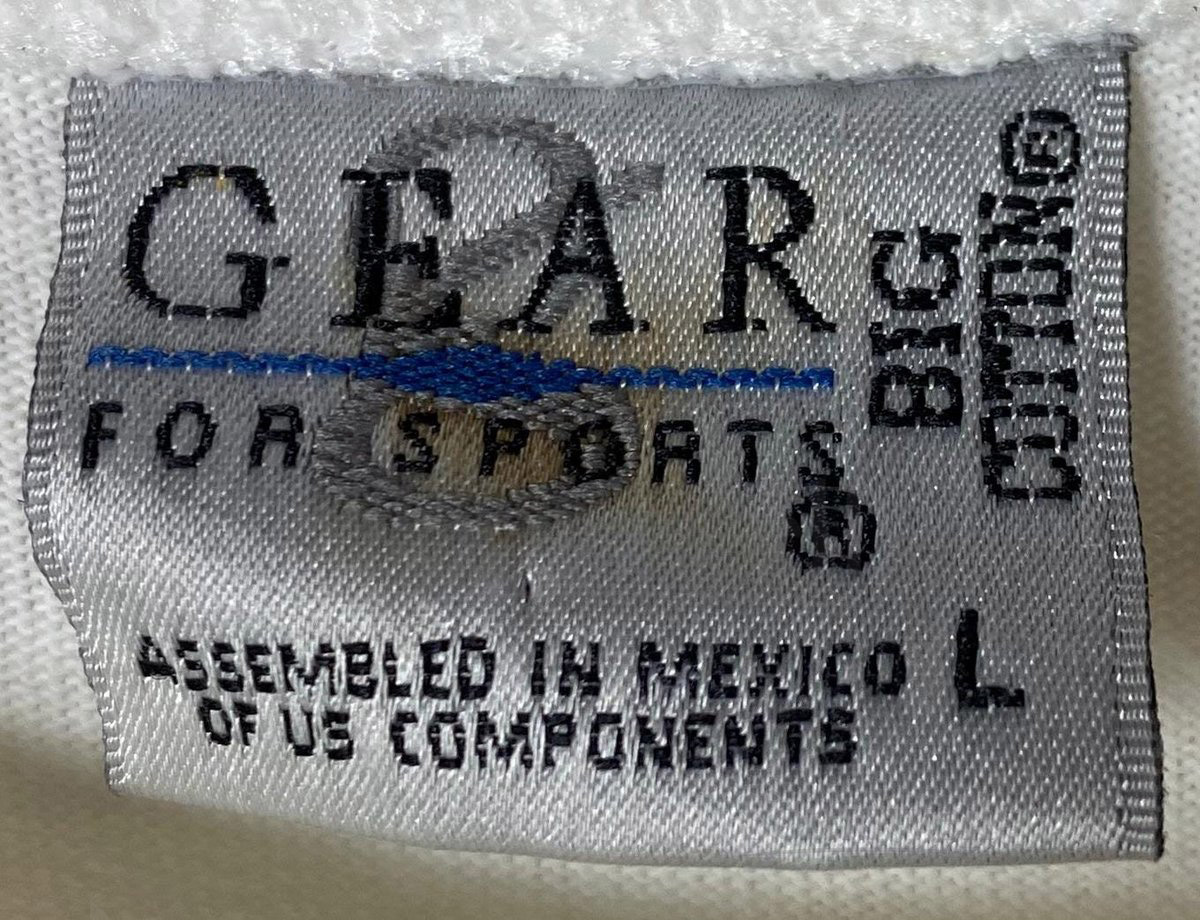 GEAR
FOR SPORTS®
BIG
COTTON®
ASSEMBLED IN MEXICO
OF US COMPONENTS
L